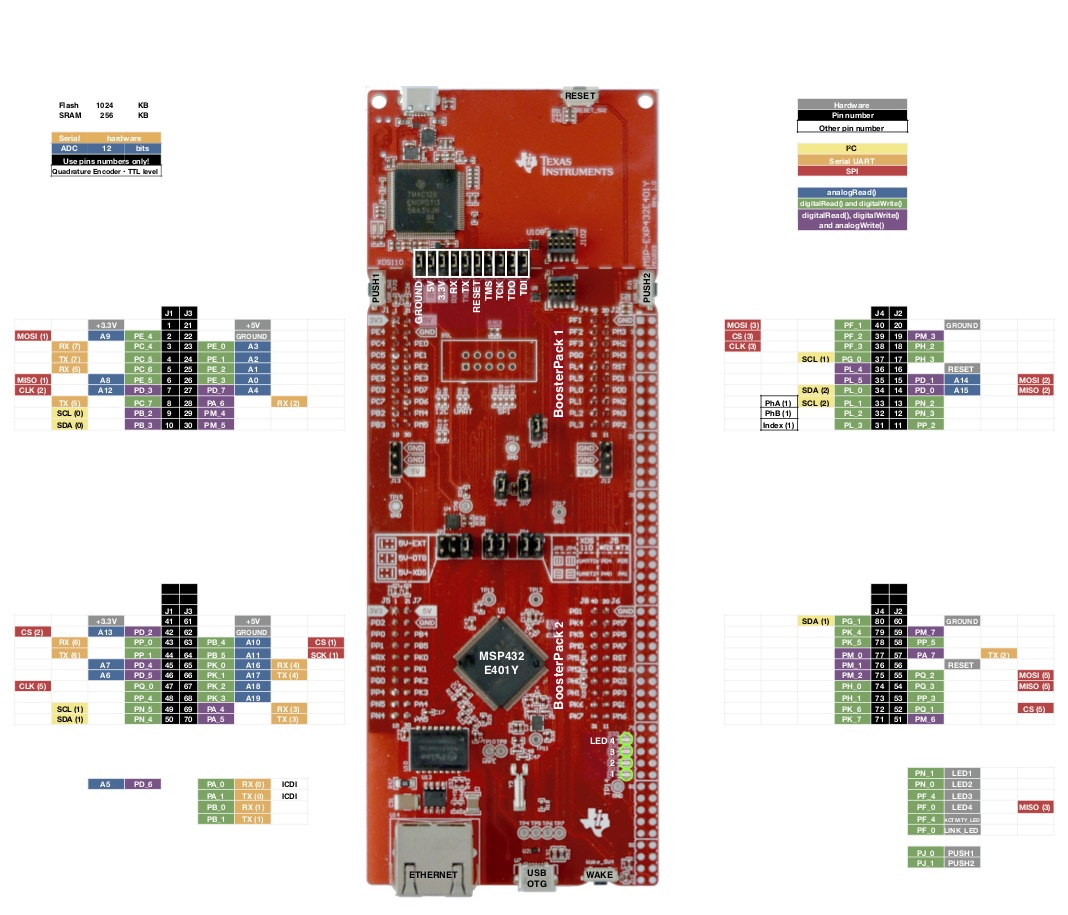 Flash 1024 KB
SRAM 256 KB
Serial hardware
ADC 12 bits
Use pins numbers only!
Quadrature Encoder - TTL level
Hardware
Pin number
Other pin number
I²C
Serial UART
SPI
analogRead()
digitalRead() and digitalWrite()
digitalRead(), digitalWrite()
and analogWrite()
RESET
TEXAS
INSTRUMENTS
MSP-EXP432E401Y
XDS110
U109
J102
PUSH1
PUSH2
GROUND
5V
3.3V
RX
TX
RESET
TMS
TCK
TDO
TDI
BoosterPack 1
J1 J3
+3.3V 1 21 +5V
A9 PE_4 2 22 GROUND
MOSI (1)
RX (7) PC_4 3 23 PE_0 A3
TX (7) PC_5 4 24 PE_1 A2
RX (5) PC_6 5 25 PE_2 A1
MISO (1) A8 PE_5 6 26 PE_3 A0
CLK (2) A12 PD_3 7 27 PD_7 A4
TX (5) PC_7 8 28 PA_6 RX (2)
SCL (0) PB_2 9 29 PM_4
SDA (0) PB_3 10 30 PM_5
J4 J2
MOSI (3) PF_1 40 20 GROUND
CS (3) PF_2 39 19 PM_3
CLK (3) PF_3 38 18 PH_2
SCL (1) PG_0 37 17 PH_3
PL_4 36 16 RESET
PL_5 35 15 PD_1 A14 MOSI (2)
SDA (2) PL_0 34 14 PD_0 A15 MISO (2)
PhA (1) SCL (2) PL_1 33 13 PN_2
PhB (1) PL_2 32 12 PN_3
Index (1) PL_3 31 11 PP_2
5V-EXT
5V-OTG
5V-XDS
J1 J3
+3.3V 41 61 +5V
CS (2) A13 PD_2 42 62 GROUND
RX (6) PP_0 43 63 PB_4 A10 CS (1)
TX (6) PP_1 44 64 PB_5 A11 SCK (1)
A7 PD_4 45 65 PK_0 A16 RX (4)
A6 PD_5 46 66 PK_1 A17 TX (4)
CLK (5) PQ_0 47 67 PK_2 A18
PP_4 48 68 PK_3 A19
SCL (1) PN_5 49 69 PA_4 RX (3)
SDA (1) PN_4 50 70 PA_5 TX (3)
MSP432
E401Y
BoosterPack 2
J4 J2
SDA (1) PG_1 80 60 GROUND
PK_4 79 59 PM_7
PK_5 78 58 PP_5
PM_0 77 57 PA_7 TX (2)
PM_1 76 56 RESET
PM_2 75 55 PQ_2 MOSI (5)
PH_0 74 54 PQ_3 MISO (5)
PH_1 73 53 PP_3
PK_6 72 52 PQ_1 CS (5)
PK_7 71 51 PM_6
LED 4
3
2
1
A5 PD_6
PA_0 RX (0) ICDI
PA_1 TX (0) ICDI
PB_0 RX (1)
PB_1 TX (1)
PN_1 LED1
PN_0 LED2
PF_4 LED3
PF_0 LED4 MISO (3)
PF_4 ACTIVITY_LED
PF_0 LINK_LED
PJ_0 PUSH1
PJ_1 PUSH2
ETHERNET
USB
OTG
WAKE